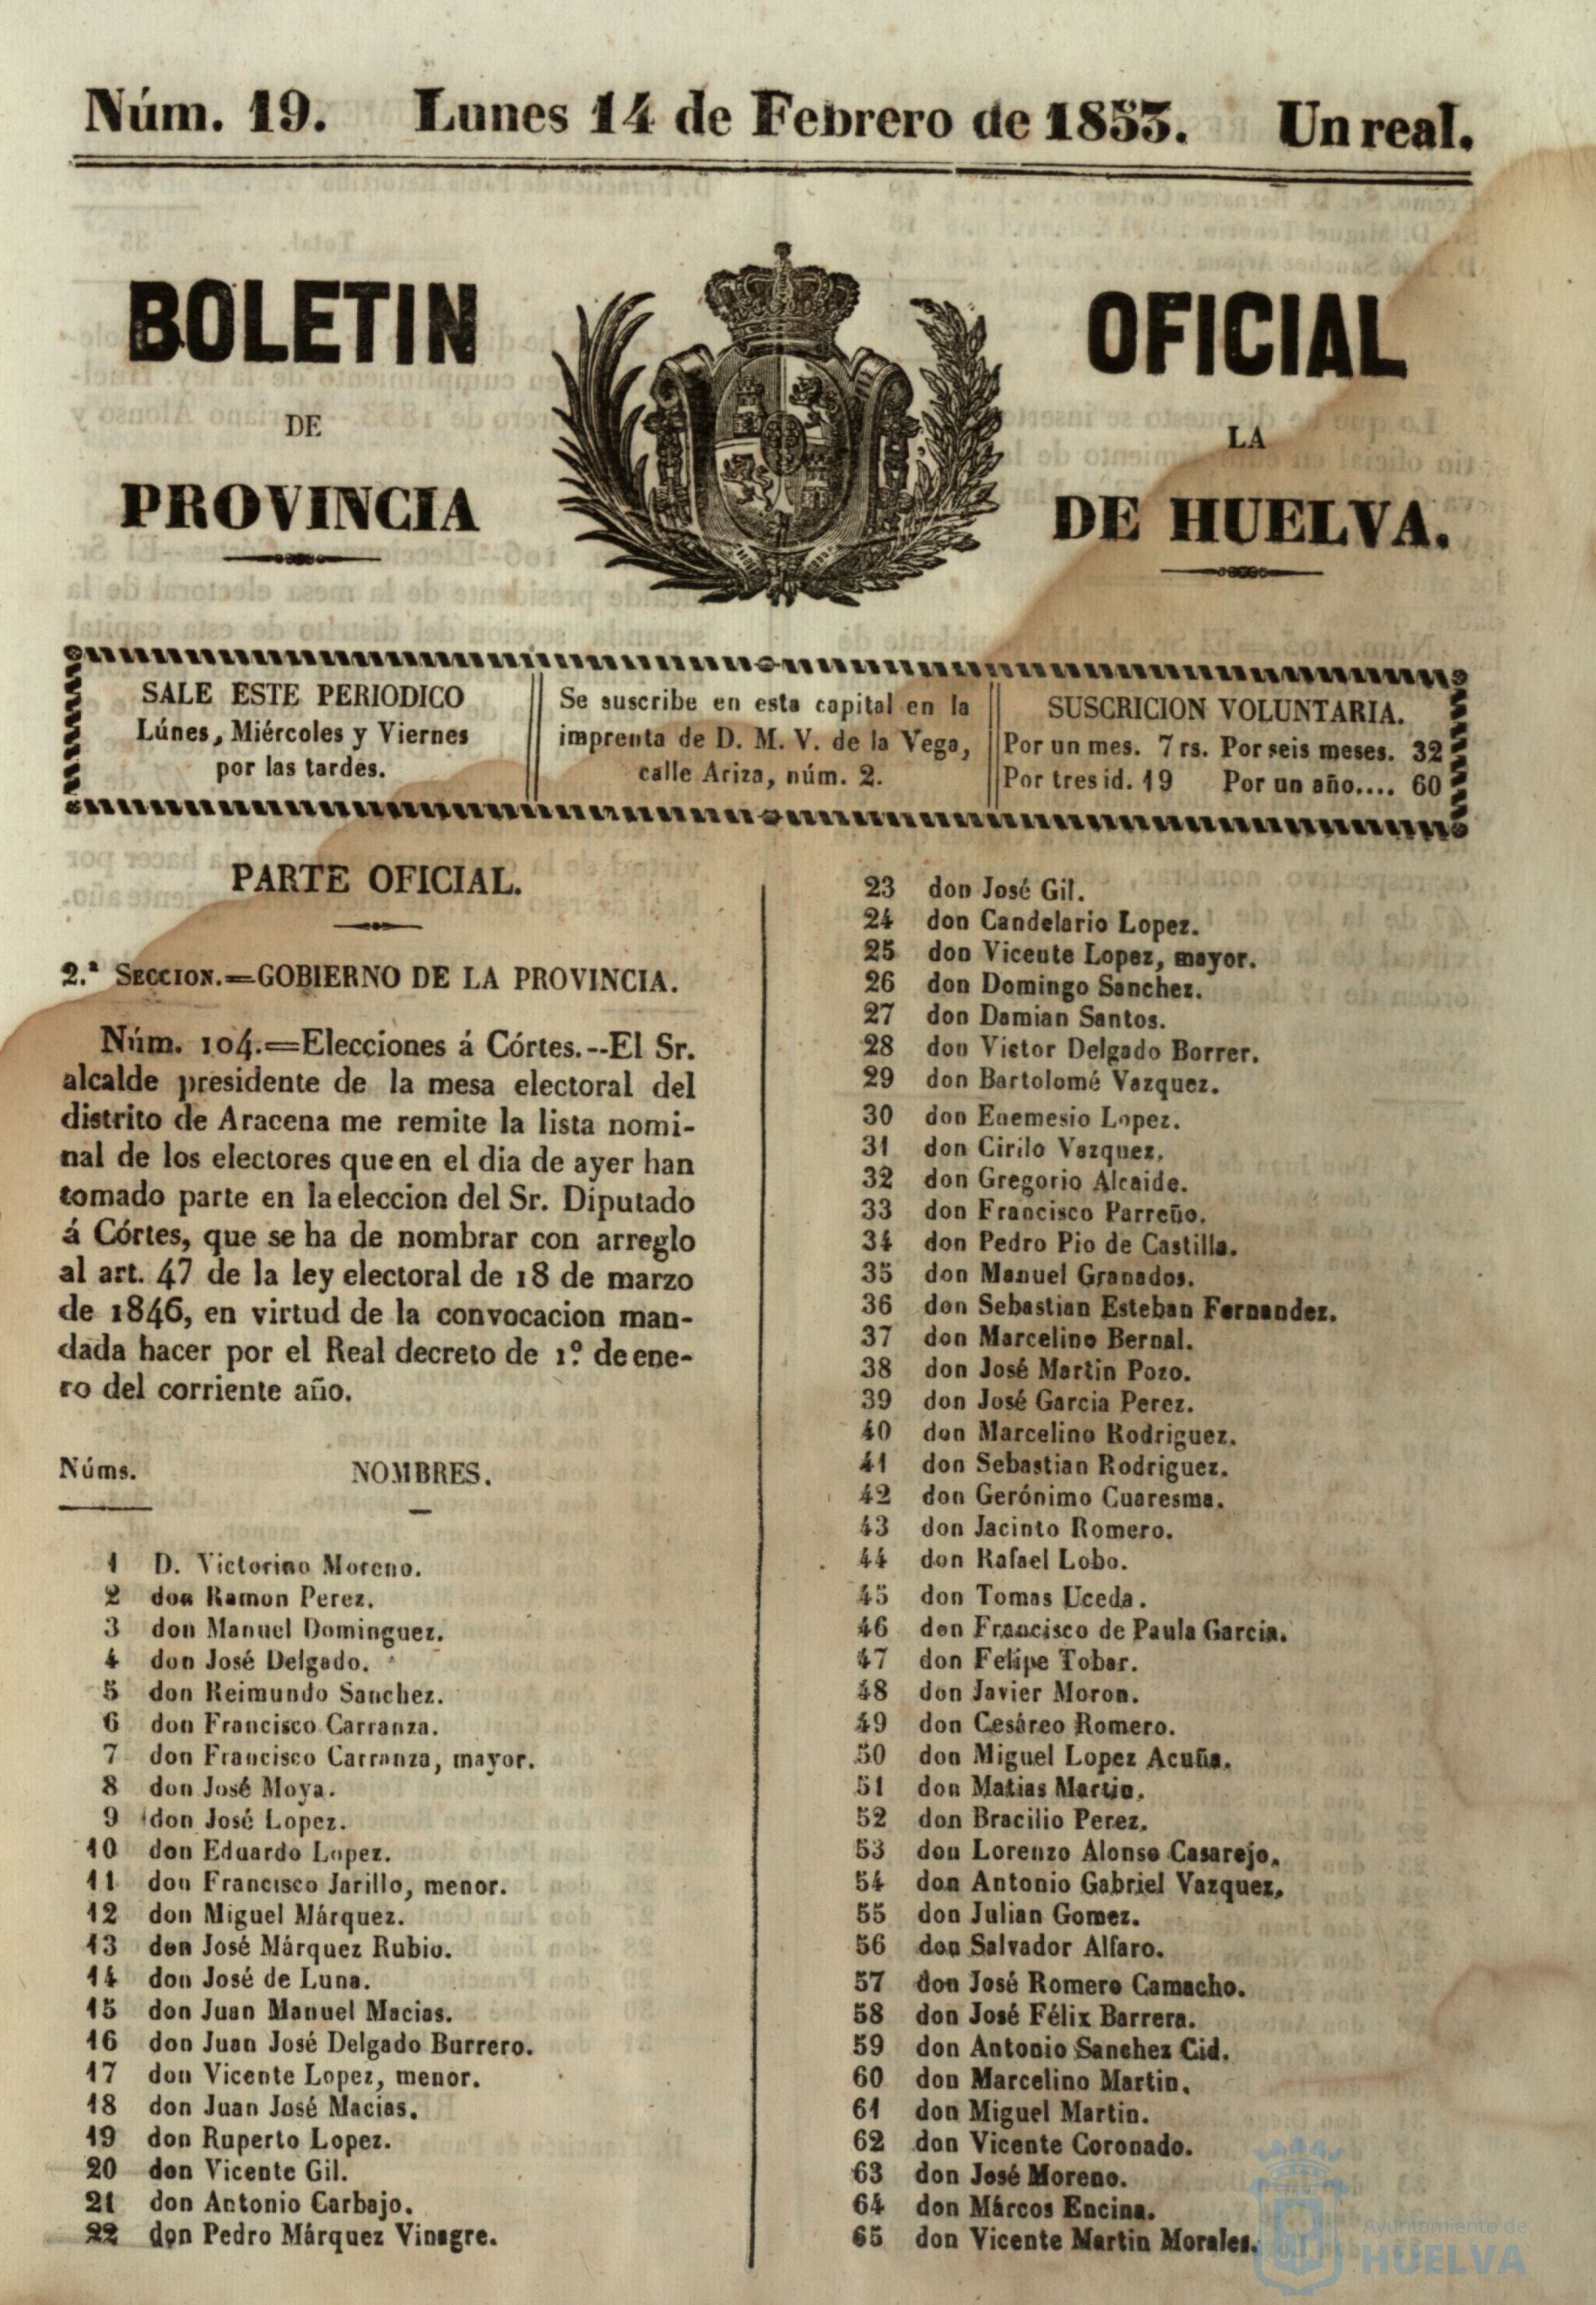 Núm. 19. Lunes 14 de Febrero de 1853. Un real.
BOLETIN OFICIAL
DE LA
PROVINCIA DE HUELVA.
SALE ESTE PERIODICO
Lúnes, Miércoles y Viernes
por las tardes.
Se suscribe en esta capital en la
imprenta de D. M. V. de la Vega,
calle Ariza, núm. 2.
SUSCRICION VOLUNTARIA.
Por un mes. 7 rs. Por seis meses. 32
Por tres id. 19 Por un año.... 60
PARTE OFICIAL.
2.ª SECCION.=GOBIERNO DE LA PROVINCIA.
Núm. 104.=Elecciones á Córtes.--El Sr.
alcalde presidente de la mesa electoral del
distrito de Aracena me remite la lista nomi-
nal de los electores que en el dia de ayer han
tomado parte en la eleccion del Sr. Diputado
á Córtes, que se ha de nombrar con arreglo
al art. 47 de la ley electoral de 18 de marzo
de 1846, en virtud de la convocacion man-
dada hacer por el Real decreto de 1.º de ene-
ro del corriente año.
Núms. NOMBRES.
1 D. Victorino Moreno.
2 don Ramon Perez.
3 don Manuel Dominguez.
4 don José Delgado.
5 don Reimundo Sanchez.
6 don Francisco Carranza.
7 don Francisco Carranza, mayor.
8 don José Moya.
9 don José Lopez.
10 don Eduardo Lopez.
11 don Francisco Jarillo, menor.
12 don Miguel Márquez.
13 don José Márquez Rubio.
14 don José de Luna.
15 don Juan Manuel Macias.
16 don Juan José Delgado Burrero.
17 don Vicente Lopez, menor.
18 don Juan José Macias.
19 don Ruperto Lopez.
20 don Vicente Gil.
21 don Antonio Carbajo.
22 don Pedro Márquez Vinagre.
23 don José Gil.
24 don Candelario Lopez.
25 don Vicente Lopez, mayor.
26 don Domingo Sanchez.
27 don Damian Santos.
28 don Victor Delgado Borrer.
29 don Bartolomé Vazquez.
30 don Enemesio Lopez.
31 don Cirilo Vazquez.
32 don Gregorio Alcaide.
33 don Francisco Parreño.
34 don Pedro Pio de Castilla.
35 don Manuel Granados.
36 don Sebastian Esteban Fernandez.
37 don Marcelino Bernal.
38 don José Martin Pozo.
39 don José Garcia Perez.
40 don Marcelino Rodriguez.
41 don Sebastian Rodriguez.
42 don Gerónimo Cuaresma.
43 don Jacinto Romero.
44 don Rafael Lobo.
45 don Tomas Uceda.
46 don Francisco de Paula Garcia.
47 don Felipe Tobar.
48 don Javier Moron.
49 don Cesáreo Romero.
50 don Miguel Lopez Acuña.
51 don Matias Martin.
52 don Bracilio Perez.
53 don Lorenzo Alonso Casarejo.
54 don Antonio Gabriel Vazquez.
55 don Julian Gomez.
56 don Salvador Alfaro.
57 don José Romero Camacho.
58 don José Félix Barrera.
59 don Antonio Sanchez Cid.
60 don Marcelino Martin.
61 don Miguel Martin.
62 don Vicente Coronado.
63 don José Moreno.
64 don Márcos Encina.
65 don Vicente Martin Morales.
Ayuntamiento de
HUELVA